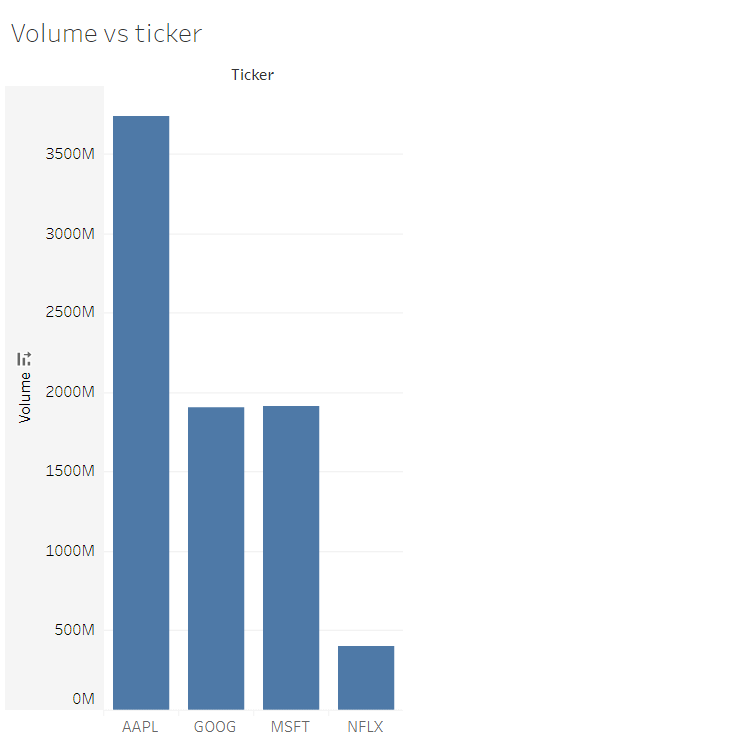 Volume vs ticker
Ticker
3500M
3000M
2500M
2000M
1500M
1000M
500M
0M
Volume
AAPL GOOG MSFT NFLX